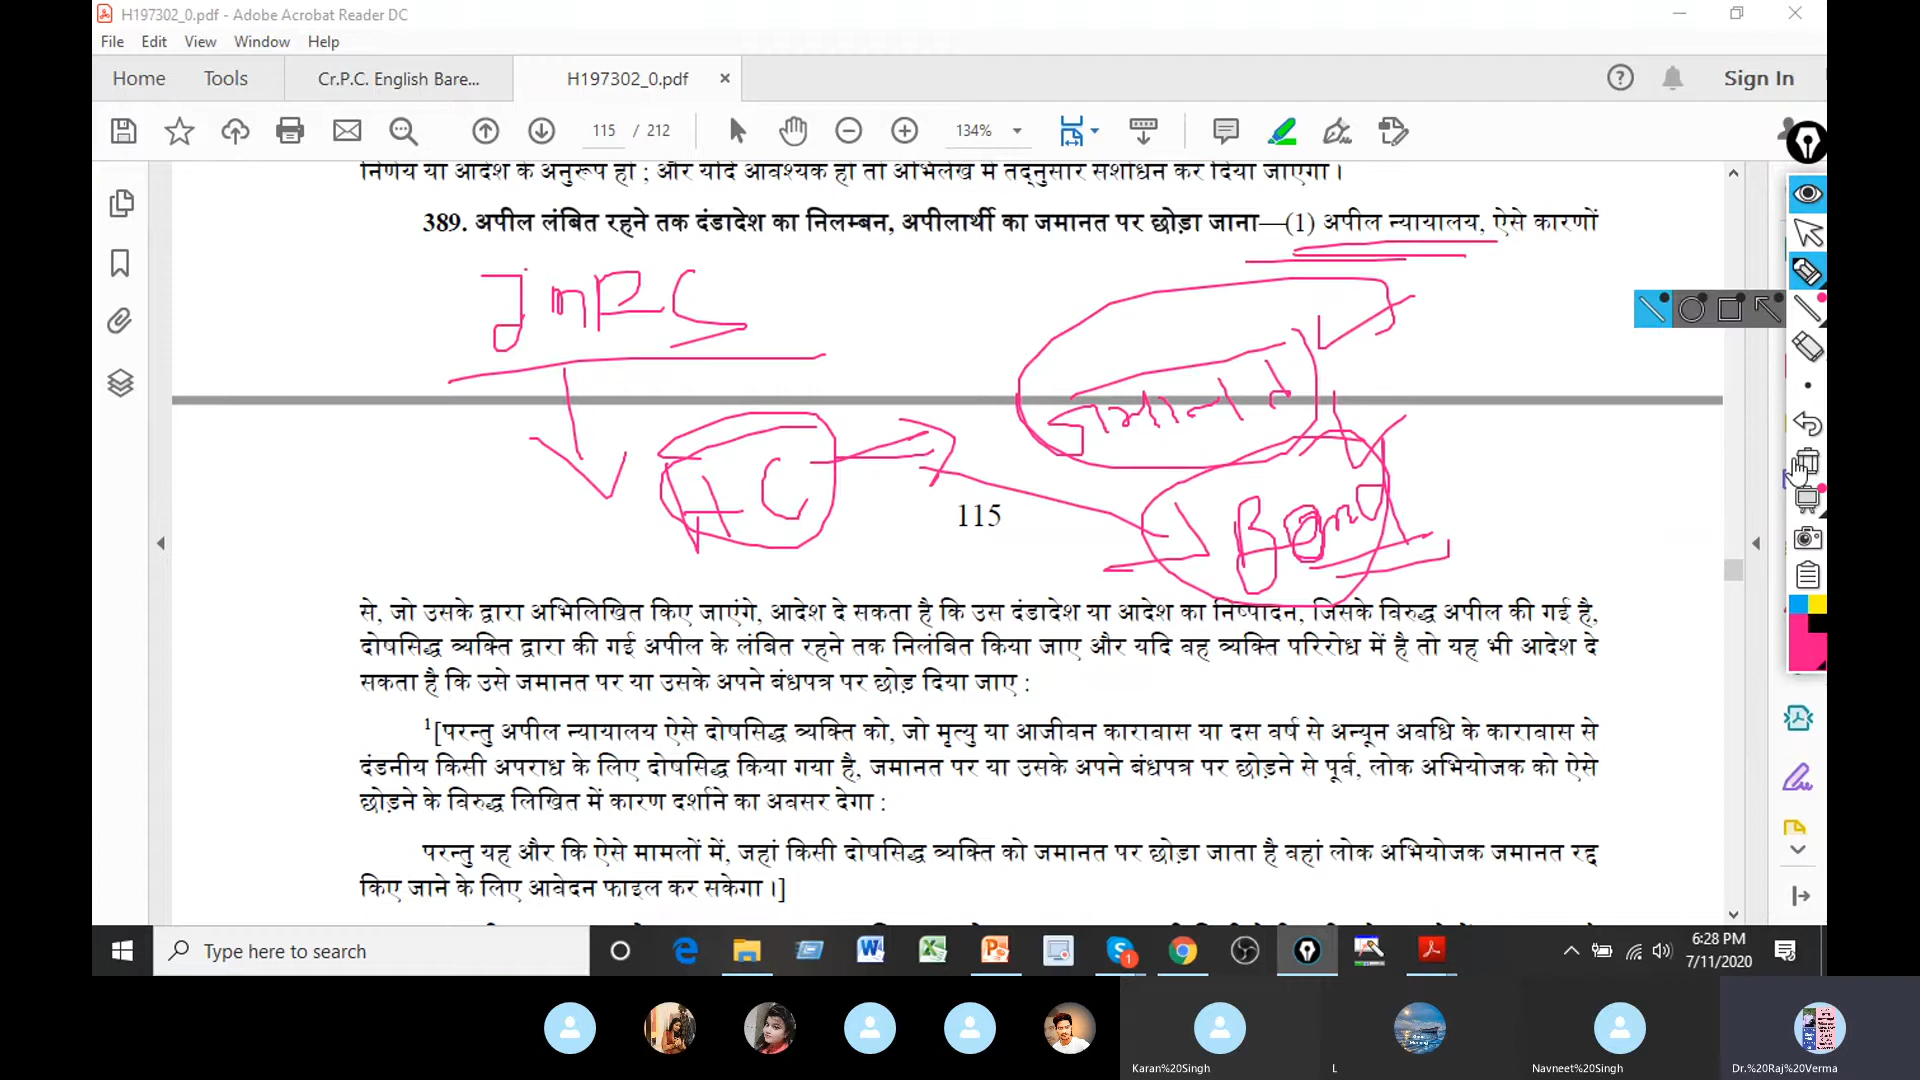 H197302_0.pdf - Adobe Acrobat Reader DC
File Edit View Window Help
Home Tools Cr.P.C. English Bare... H197302_0.pdf × Sign In
115 / 212 134%
निर्णय या आदेश के अनुरूप हो ; और यदि आवश्यक हो तो अभिलेख में तद्नुसार संशोधन कर दिया जाएगा ।
389. अपील लंबित रहने तक दंडादेश का निलम्बन, अपीलार्थी का जमानत पर छोड़ा जाना—(1) अपील न्यायालय, ऐसे कारणों
AC
Bond
115
से, जो उसके द्वारा अभिलिखित किए जाएंगे, आदेश दे सकता है कि उस दंडादेश या आदेश का निष्पादन, जिसके विरुद्ध अपील की गई है,
दोषसिद्ध व्यक्ति द्वारा की गई अपील के लंबित रहने तक निलंबित किया जाए और यदि वह व्यक्ति परिरोध में है तो यह भी आदेश दे
सकता है कि उसे जमानत पर या उसके अपने बंधपत्र पर छोड़ दिया जाए :
1[परन्तु अपील न्यायालय ऐसे दोषसिद्ध व्यक्ति को, जो मृत्यु या आजीवन कारावास या दस वर्ष से अन्यून अवधि के कारावास से
दंडनीय किसी अपराध के लिए दोषसिद्ध किया गया है, जमानत पर या उसके अपने बंधपत्र पर छोड़ने से पूर्व, लोक अभियोजक को ऐसे
छोड़ने के विरुद्ध लिखित में कारण दर्शाने का अवसर देगा :
परन्तु यह और कि ऐसे मामलों में, जहां किसी दोषसिद्ध व्यक्ति को जमानत पर छोड़ा जाता है वहां लोक अभियोजक जमानत रद्द
किए जाने के लिए आवेदन फाइल कर सकेगा ।]
Type here to search
6:28 PM
7/11/2020
Karan%20Singh L Navneet%20Singh Dr.%20Raj%20Verma